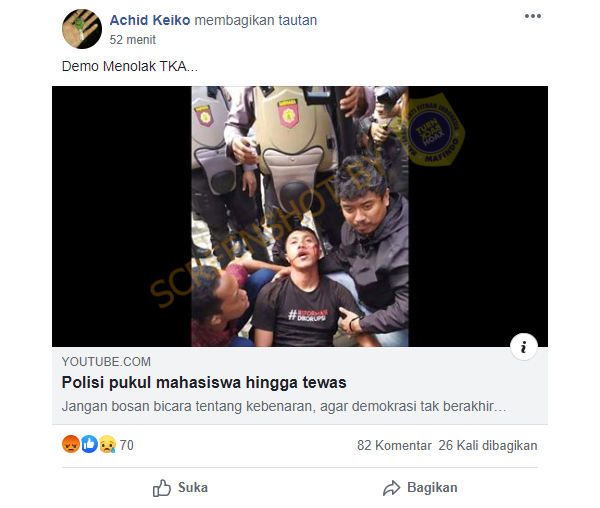 Achid Keiko membagikan tautan
52 menit
Demo Menolak TKA...
TURN BACK HOAX
MAFINDO
SCREENSHOT BY
#REFORMASI
DIKORUPSI
YOUTUBE.COM
Polisi pukul mahasiswa hingga tewas
Jangan bosan bicara tentang kebenaran, agar demokrasi tak berakhir…
70
82 Komentar 26 Kali dibagikan
Suka
Bagikan